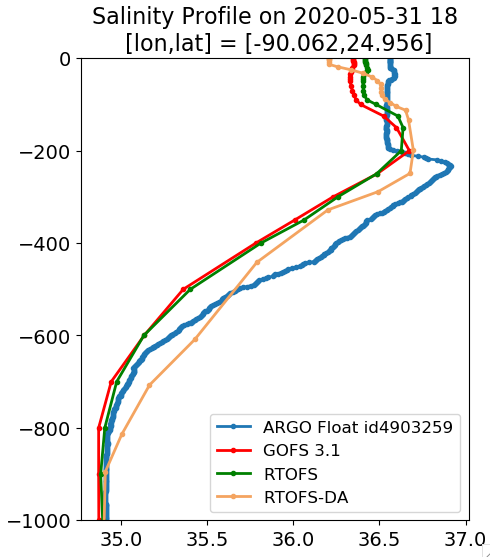 Salinity Profile on 2020-05-31 18
[lon,lat] = [-90.062,24.956]
0
−200
−400
−600
−800
−1000
ARGO Float id4903259
GOFS 3.1
RTOFS
RTOFS-DA
35.0 35.5 36.0 36.5 37.0